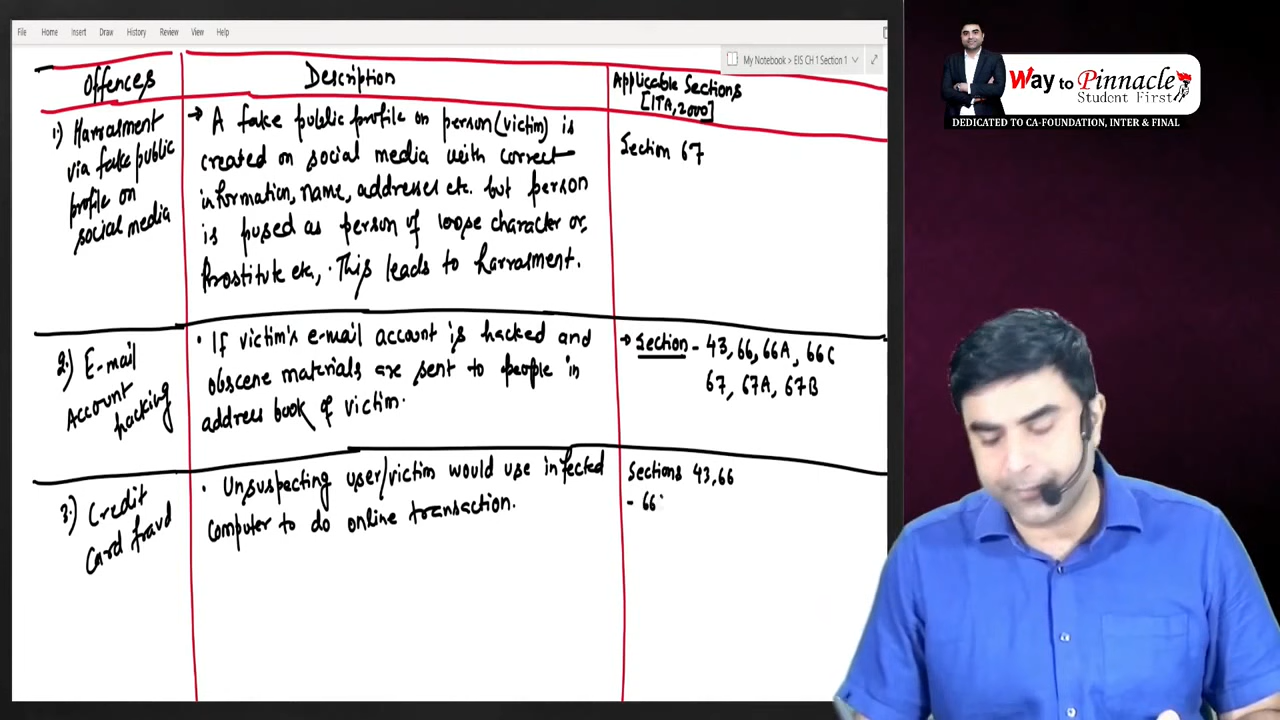 File Home Insert Draw History Review View Help
My Notebook > EIS CH 1 Section 1
Offences Description Applicable Sections
[ITA, 2000]
1) Harrasment
via fake public
profile on
social media
→ A fake public profile on person (victim) is
created on social media with correct
information, name, addresses etc. but person
is posed as person of loose character or
Prostitute etc,. This leads to harrasment.
Section 67
2) E-mail
Account
hacking
· If victim's e-mail account is hacked and
obscene materials are sent to people in
address book of victim.
→ Section - 43, 66, 66A, 66C
67, 67A, 67B
3.) Credit
Card fraud
· Unsuspecting user/victim would use infected
computer to do online transaction.
Sections 43,66
- 66
Way to Pinnacle
Student First
DEDICATED TO CA-FOUNDATION, INTER & FINAL